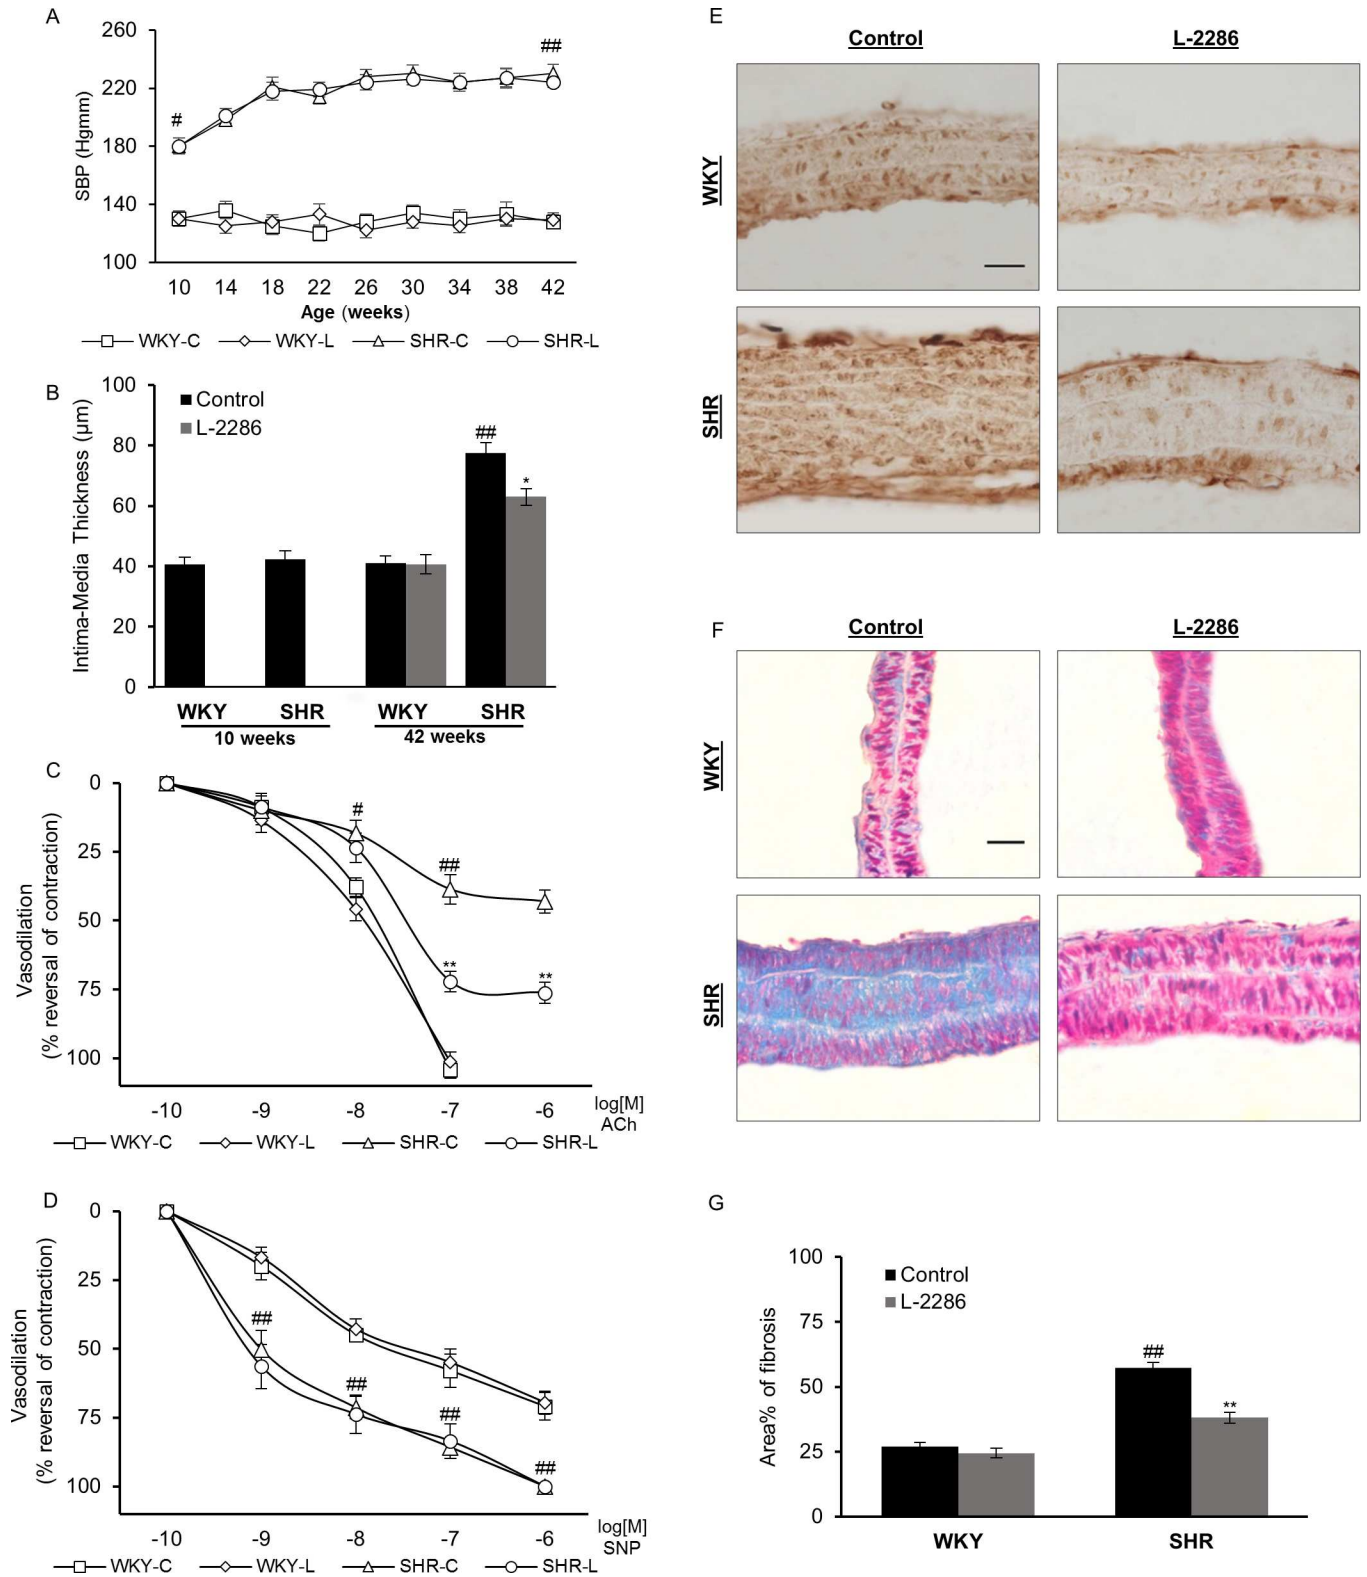 A
260
220
180
140
100
SBP (Hgmm)
#
##
10 14 18 22 26 30 34 38 42
Age (weeks)
WKY-C WKY-L SHR-C SHR-L
B
100
80
60
40
20
0
Intima-Media Thickness (μm)
Control
L-2286
##
*
WKY SHR WKY SHR
10 weeks 42 weeks
C
0
25
50
75
100
Vasodilation
(% reversal of contraction)
#
##
** **
-10 -9 -8 -7 -6 log[M]
ACh
WKY-C WKY-L SHR-C SHR-L
D
0
25
50
75
100
Vasodilation
(% reversal of contraction)
##
##
##
##
-10 -9 -8 -7 -6 log[M]
SNP
WKY-C WKY-L SHR-C SHR-L
E
Control L-2286
WKY
SHR
F
Control L-2286
WKY
SHR
G
100
75
50
25
0
Area% of fibrosis
Control
L-2286
##
**
WKY SHR